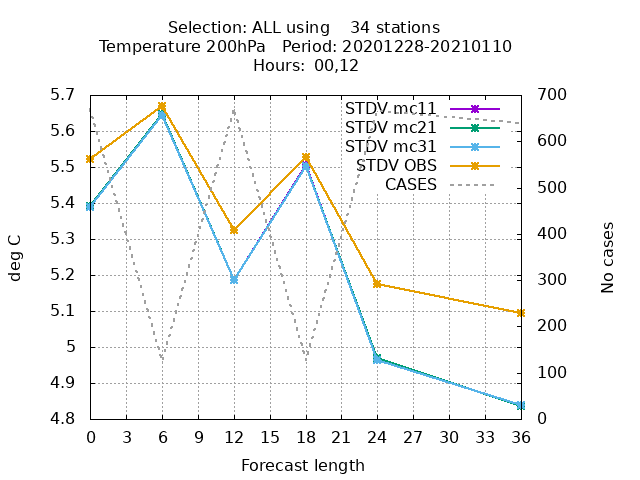 Selection: ALL using    34 stations
Temperature 200hPa   Period: 20201228-20210110
Hours: 00,12
STDV mc11
STDV mc21
STDV mc31
STDV OBS
CASES
5.7
5.6
5.5
5.4
5.3
5.2
5.1
5
4.9
4.8
deg C
700
600
500
400
300
200
100
0
No cases
0 3 6 9 12 15 18 21 24 27 30 33 36
Forecast length